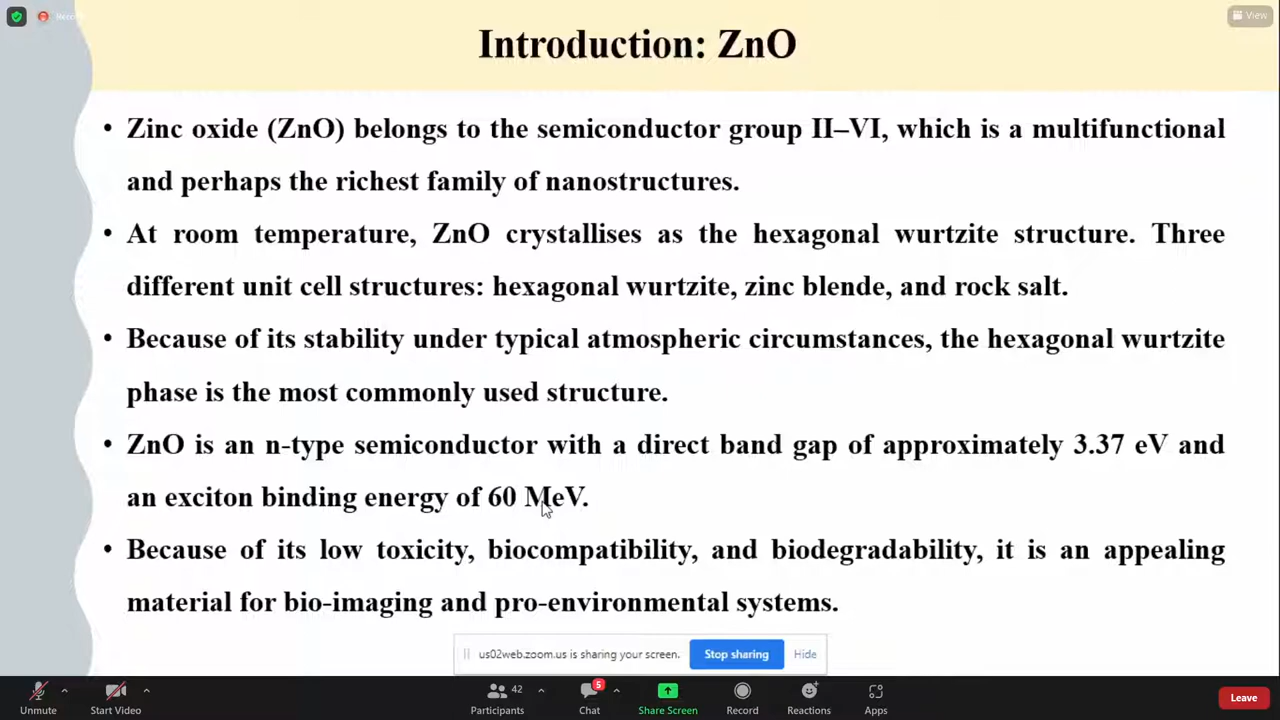 Record
View
Introduction: ZnO
• Zinc oxide (ZnO) belongs to the semiconductor group II–VI, which is a multifunctional
and perhaps the richest family of nanostructures.
• At room temperature, ZnO crystallises as the hexagonal wurtzite structure. Three
different unit cell structures: hexagonal wurtzite, zinc blende, and rock salt.
• Because of its stability under typical atmospheric circumstances, the hexagonal wurtzite
phase is the most commonly used structure.
• ZnO is an n-type semiconductor with a direct band gap of approximately 3.37 eV and
an exciton binding energy of 60 MeV.
• Because of its low toxicity, biocompatibility, and biodegradability, it is an appealing
material for bio-imaging and pro-environmental systems.
us02web.zoom.us is sharing your screen. Stop sharing Hide
42 5
Unmute Start Video Participants Chat Share Screen Record Reactions Apps Leave